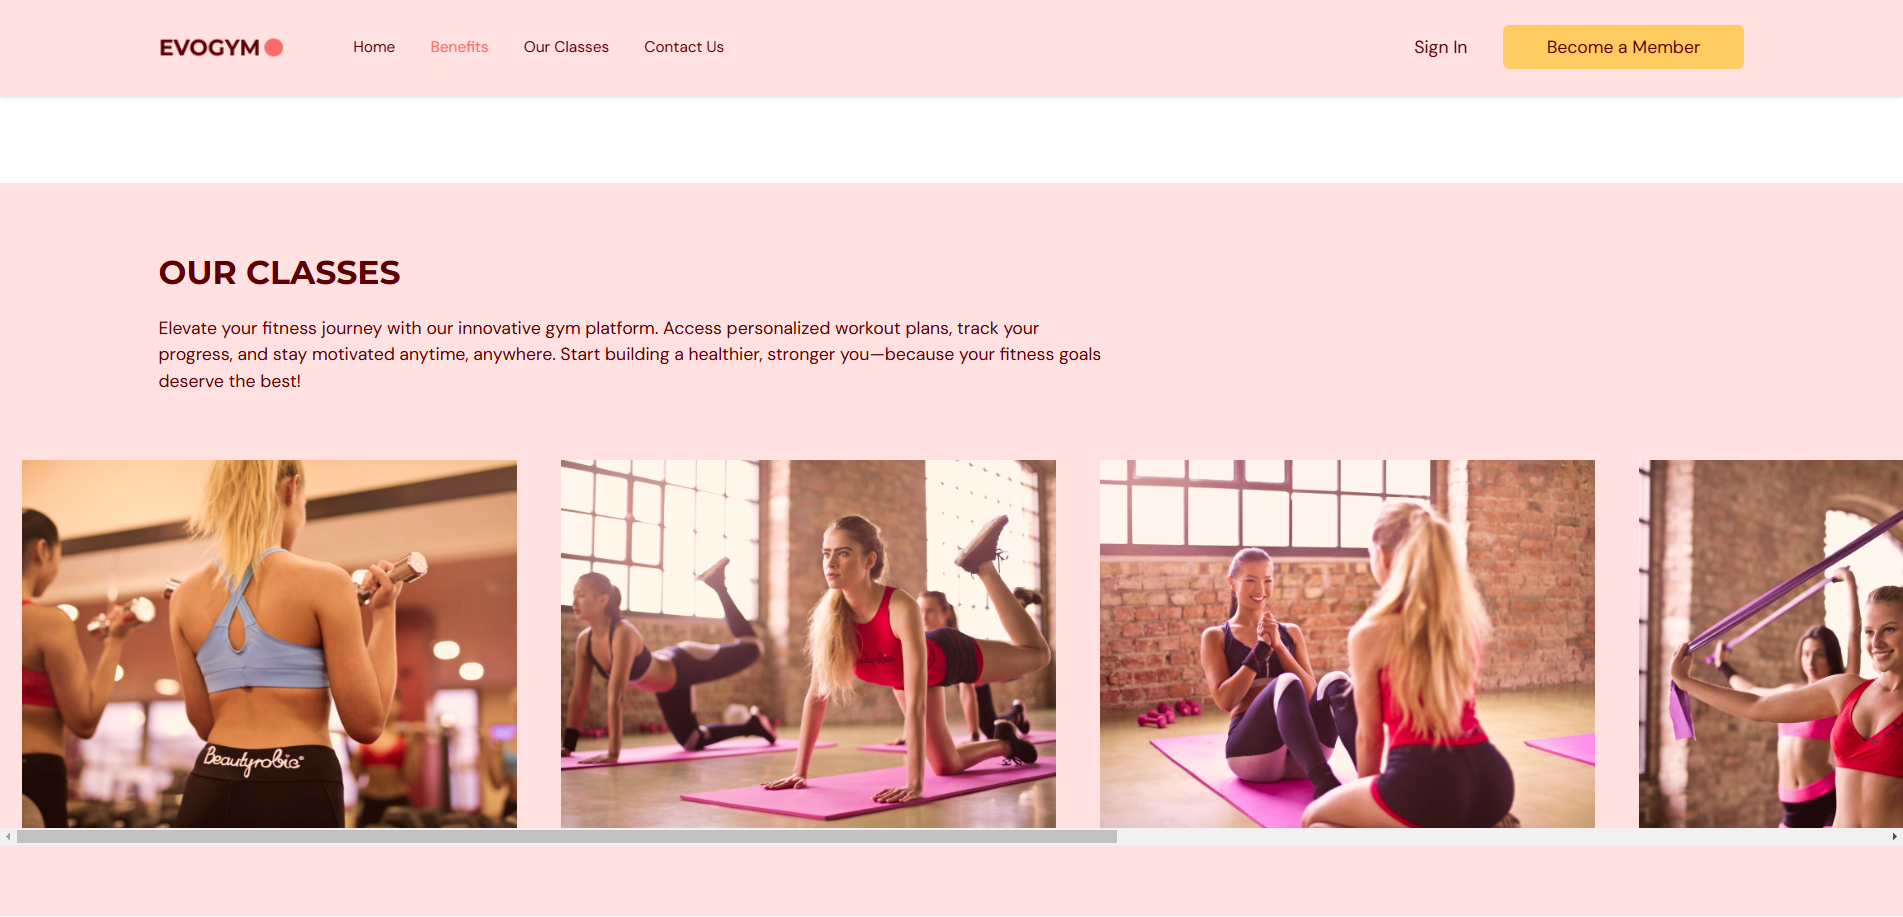 EVOGYM
Home Benefits Our Classes Contact Us
Sign In
Become a Member
OUR CLASSES
Elevate your fitness journey with our innovative gym platform. Access personalized workout plans, track your
progress, and stay motivated anytime, anywhere. Start building a healthier, stronger you—because your fitness goals
deserve the best!
Beautyrobic®
Beautyrobic